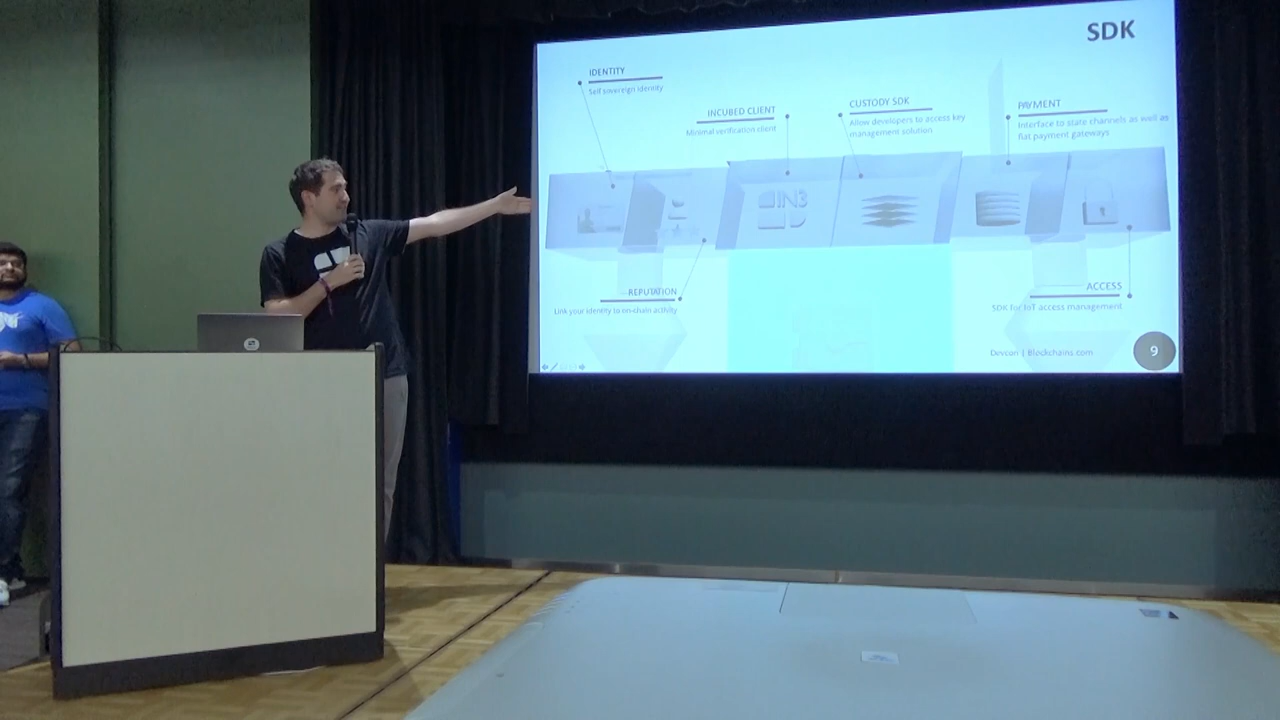 SDK
IDENTITY
Self sovereign identity
INCUBED CLIENT
Minimal verification client
CUSTODY SDK
Allow developers to access key
management solution
PAYMENT
Interface to state channels as well as
fiat payment gateways
IN3
REPUTATION
Link your identity to on-chain activity
ACCESS
SDK for IoT access management
Devcon | Blockchains.com
9